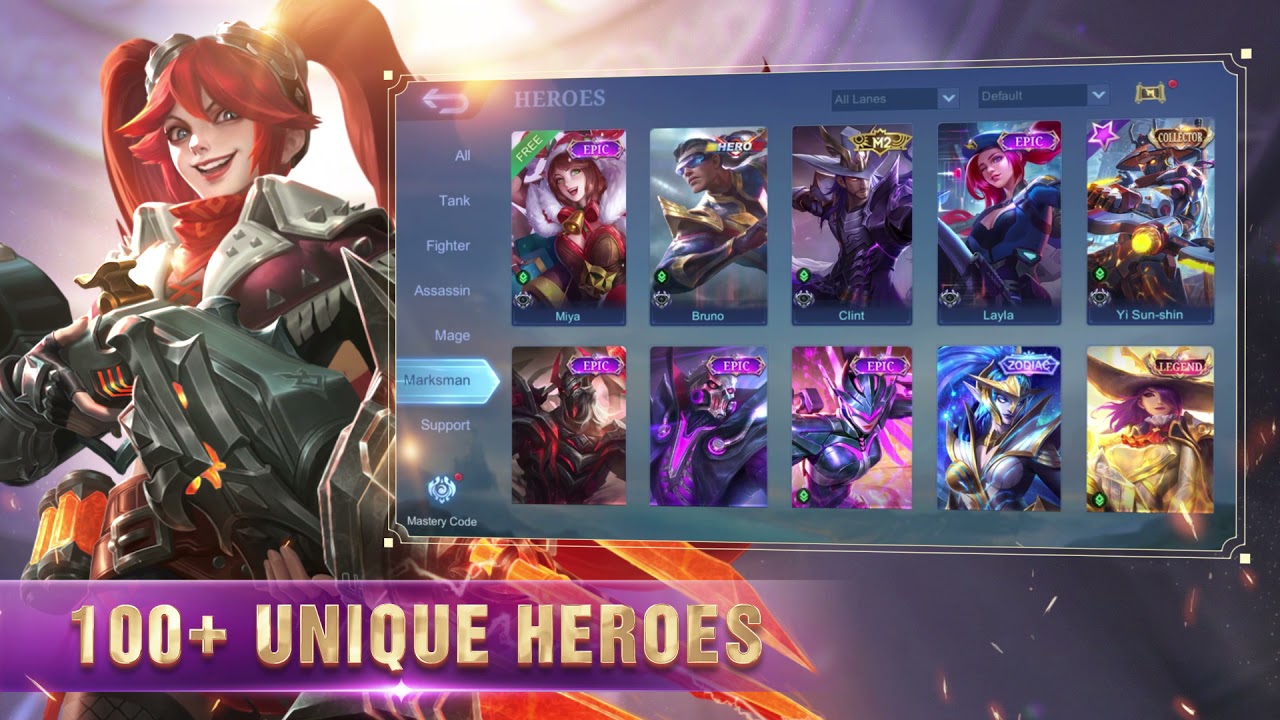 HEROES
All Lanes
Default
All
Tank
Fighter
Assassin
Mage
Marksman
Support
Mastery Code
FREE
EPIC
HERO
M2
EPIC
COLLECTOR
Miya
Bruno
Clint
Layla
Yi Sun-shin
EPIC
EPIC
EPIC
ZODIAC
LEGEND
100+ UNIQUE HEROES